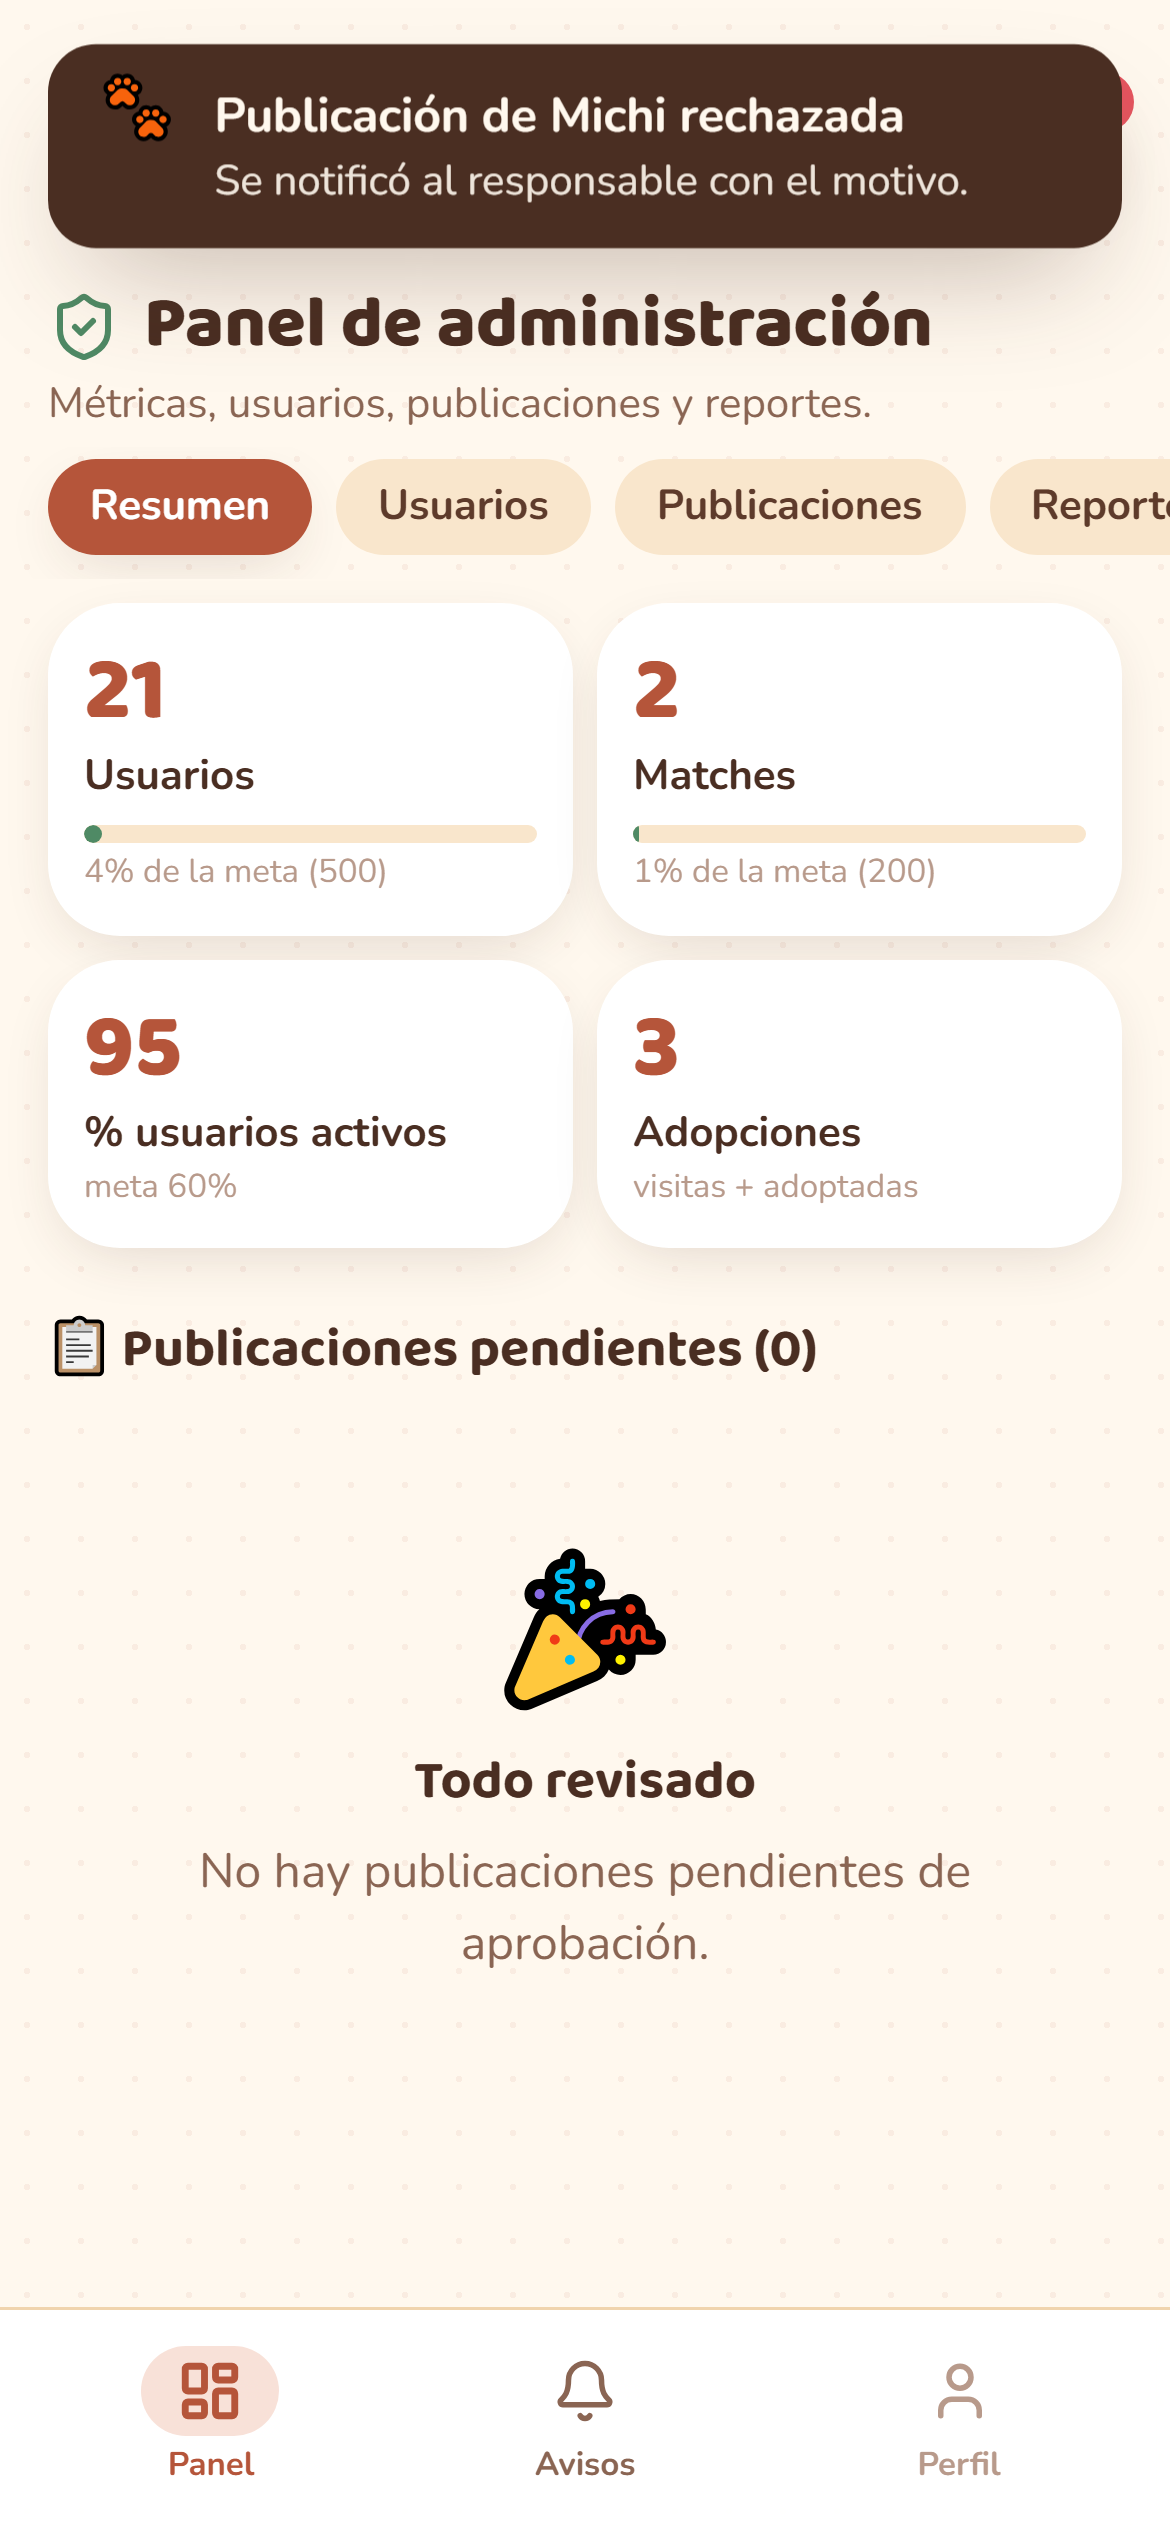 Publicación de Michi rechazada
Se notificó al responsable con el motivo.
Panel de administración
Métricas, usuarios, publicaciones y reportes.
Resumen
Usuarios
Publicaciones
21
Usuarios
4% de la meta (500)
2
Matches
1% de la meta (200)
95
% usuarios activos
meta 60%
3
Adopciones
visitas + adoptadas
Publicaciones pendientes (0)
Todo revisado
No hay publicaciones pendientes de
aprobación.
Panel
Avisos
Perfil